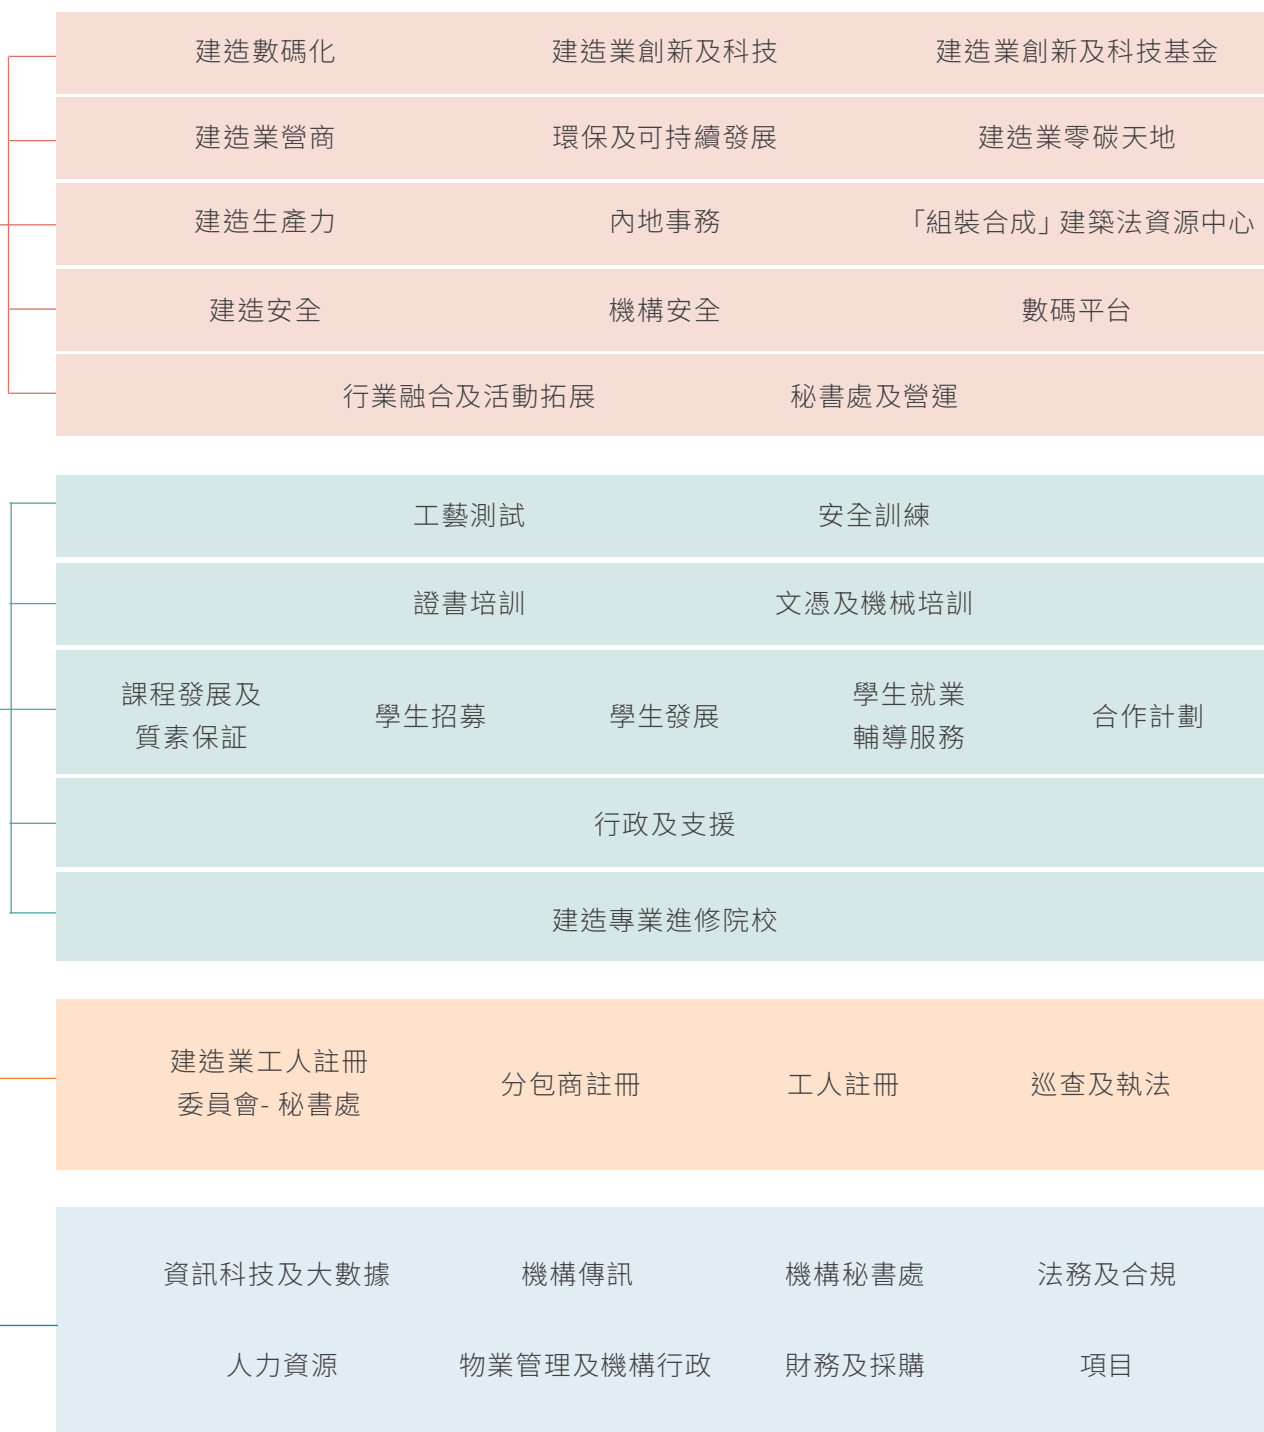 建造數碼化 建造業創新及科技 建造業創新及科技基金
建造業營商 環保及可持續發展 建造業零碳天地
建造生產力 內地事務 「組裝合成」建築法資源中心
建造安全 機構安全 數碼平台
行業融合及活動拓展 秘書處及營運
工藝測試 安全訓練
證書培訓 文憑及機械培訓
課程發展及
質素保証
學生招募
學生發展
學生就業
輔導服務
合作計劃
行政及支援
建造專業進修院校
建造業工人註冊
委員會- 秘書處
分包商註冊
工人註冊
巡查及執法
資訊科技及大數據 機構傳訊 機構秘書處 法務及合規
人力資源 物業管理及機構行政 財務及採購 項目